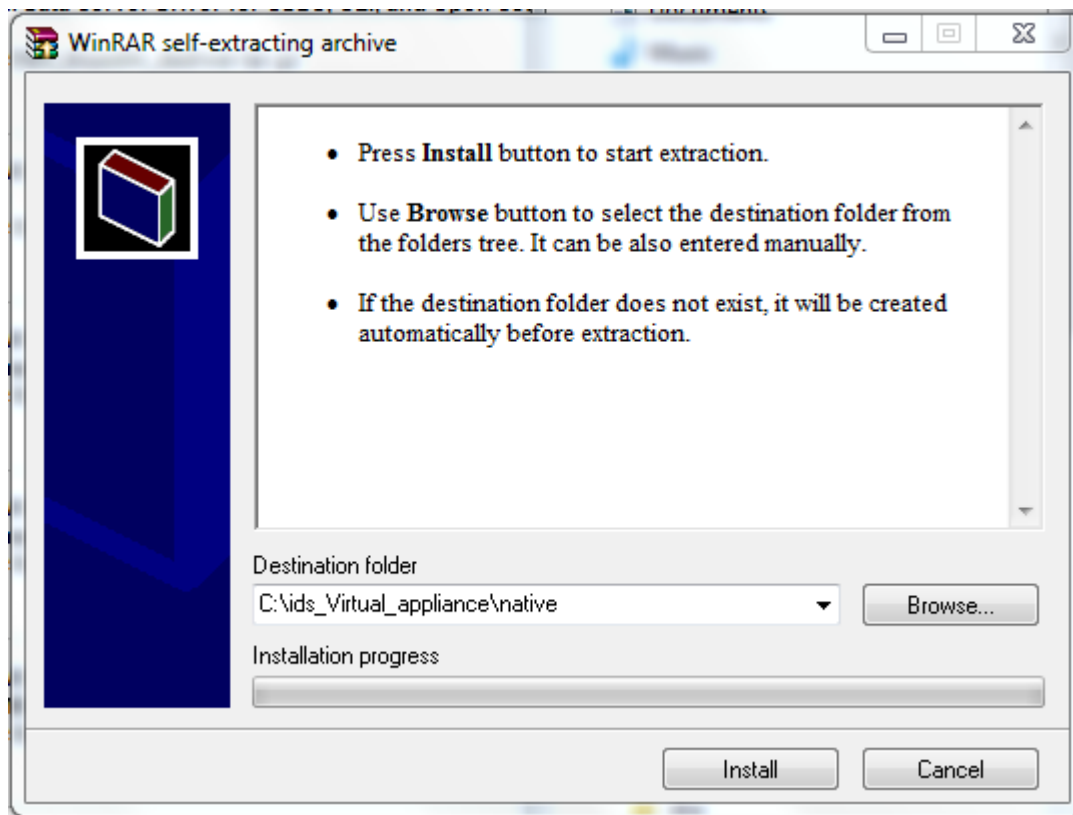 WinRAR self-extracting archive
• Press Install button to start extraction.
• Use Browse button to select the destination folder from
the folders tree. It can be also entered manually.
• If the destination folder does not exist, it will be created
automatically before extraction.
Destination folder
C:\ids_Virtual_appliance\native
Browse...
Installation progress
Install
Cancel